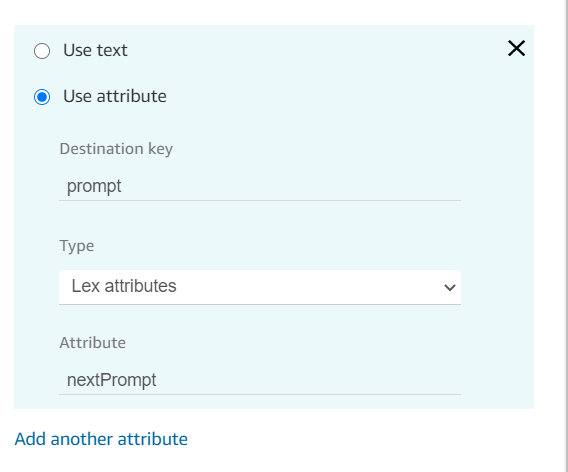 Use text
Use attribute
Destination key
prompt
Type
Lex attributes
Attribute
nextPrompt
Add another attribute